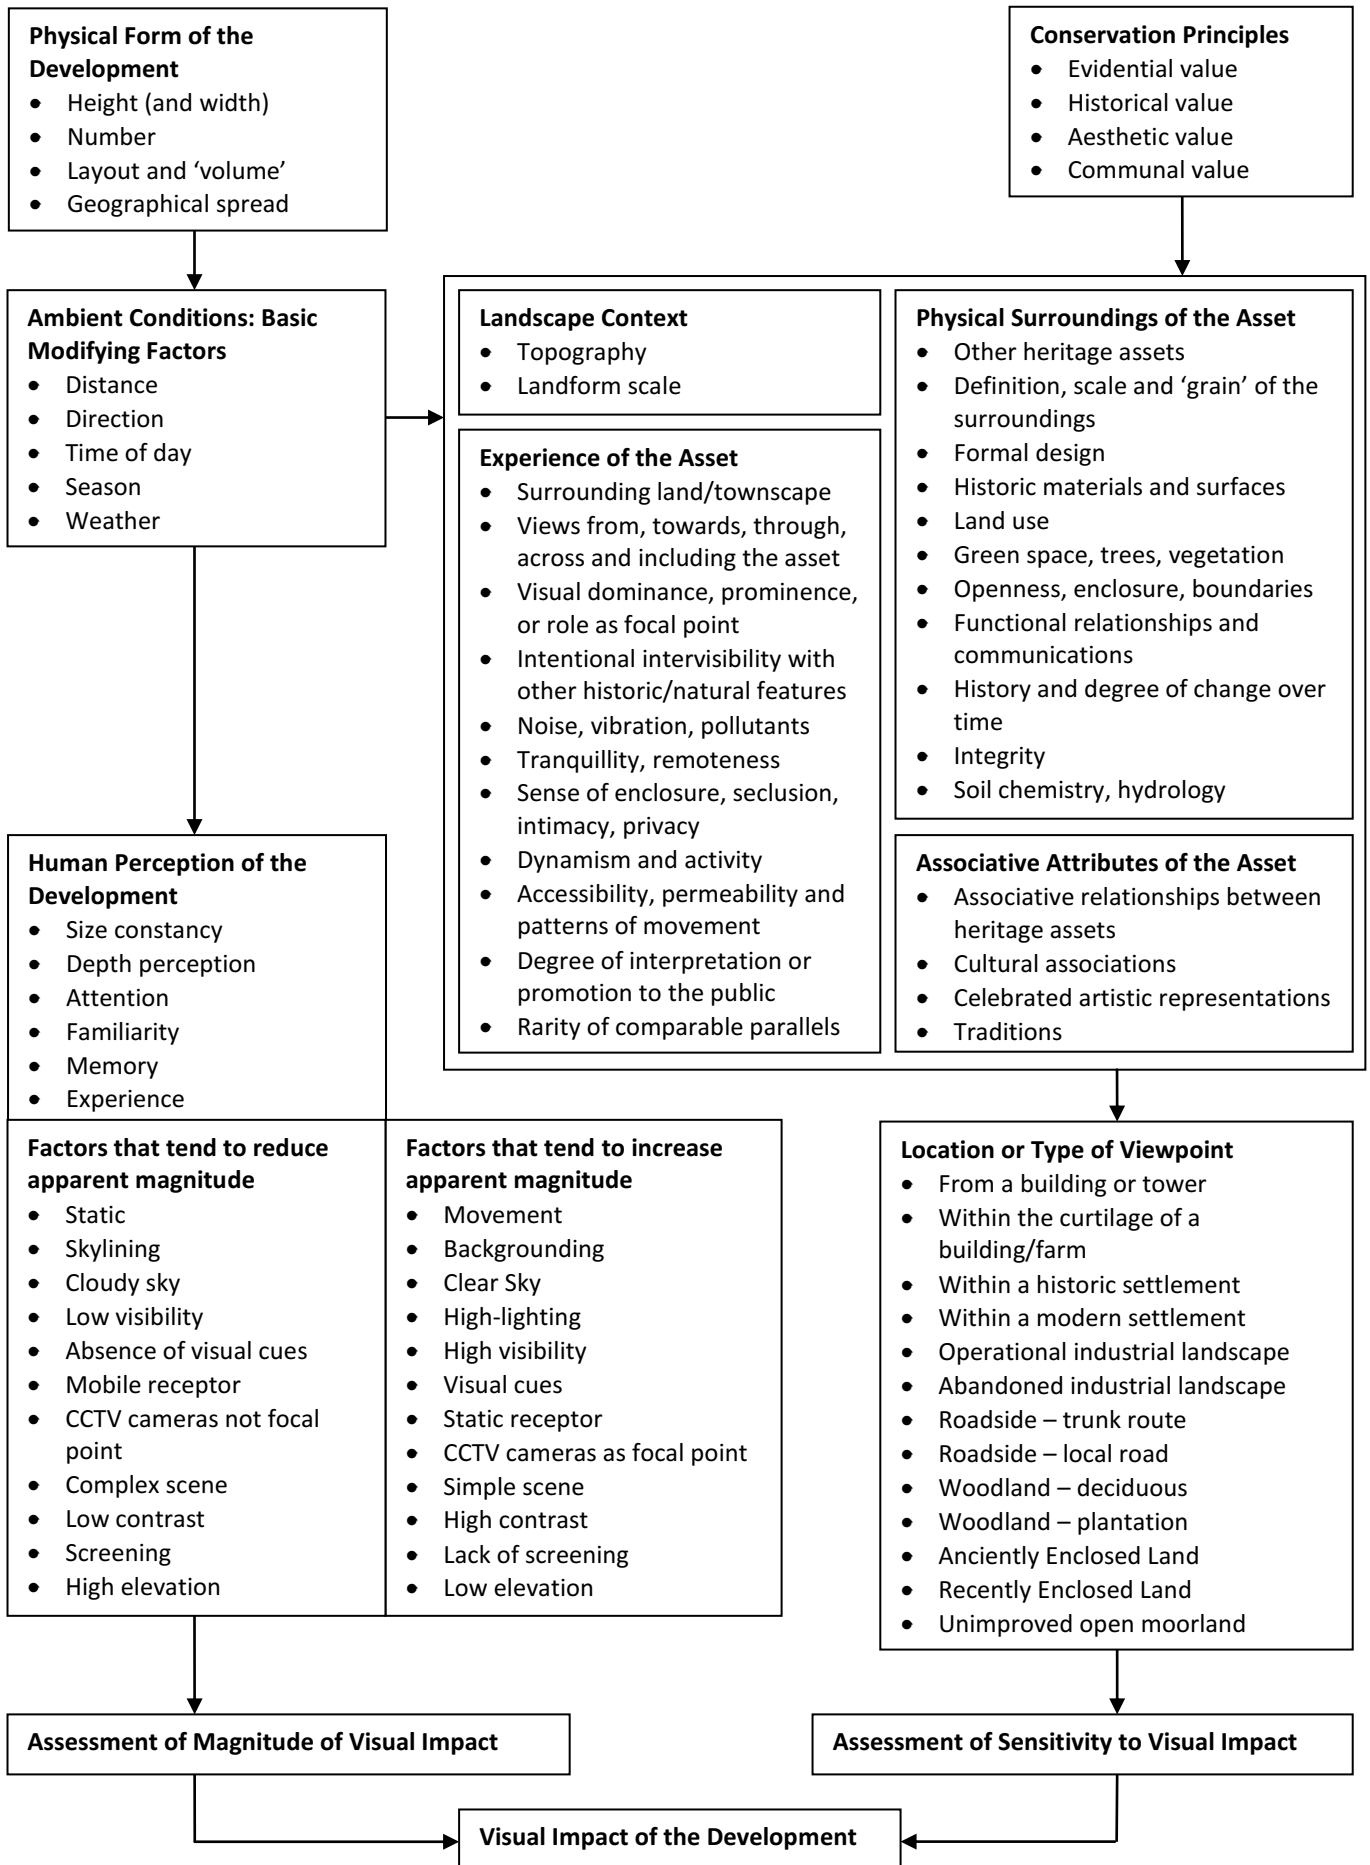 Physical Form of the
Development
• Height (and width)
• Number
• Layout and ‘volume’
• Geographical spread
Conservation Principles
• Evidential value
• Historical value
• Aesthetic value
• Communal value
Ambient Conditions: Basic
Modifying Factors
• Distance
• Direction
• Time of day
• Season
• Weather
Landscape Context
• Topography
• Landform scale
Experience of the Asset
• Surrounding land/townscape
• Views from, towards, through,
across and including the asset
• Visual dominance, prominence,
or role as focal point
• Intentional intervisibility with
other historic/natural features
• Noise, vibration, pollutants
• Tranquillity, remoteness
• Sense of enclosure, seclusion,
intimacy, privacy
• Dynamism and activity
• Accessibility, permeability and
patterns of movement
• Degree of interpretation or
promotion to the public
• Rarity of comparable parallels
Physical Surroundings of the Asset
• Other heritage assets
• Definition, scale and ‘grain’ of the
surroundings
• Formal design
• Historic materials and surfaces
• Land use
• Green space, trees, vegetation
• Openness, enclosure, boundaries
• Functional relationships and
communications
• History and degree of change over
time
• Integrity
• Soil chemistry, hydrology
Associative Attributes of the Asset
• Associative relationships between
heritage assets
• Cultural associations
• Celebrated artistic representations
• Traditions
Human Perception of the
Development
• Size constancy
• Depth perception
• Attention
• Familiarity
• Memory
• Experience
Factors that tend to reduce
apparent magnitude
• Static
• Skylining
• Cloudy sky
• Low visibility
• Absence of visual cues
• Mobile receptor
• CCTV cameras not focal
point
• Complex scene
• Low contrast
• Screening
• High elevation
Factors that tend to increase
apparent magnitude
• Movement
• Backgrounding
• Clear Sky
• High-lighting
• High visibility
• Visual cues
• Static receptor
• CCTV cameras as focal point
• Simple scene
• High contrast
• Lack of screening
• Low elevation
Location or Type of Viewpoint
• From a building or tower
• Within the curtilage of a
building/farm
• Within a historic settlement
• Within a modern settlement
• Operational industrial landscape
• Abandoned industrial landscape
• Roadside – trunk route
• Roadside – local road
• Woodland – deciduous
• Woodland – plantation
• Anciently Enclosed Land
• Recently Enclosed Land
• Unimproved open moorland
Assessment of Magnitude of Visual Impact
Assessment of Sensitivity to Visual Impact
Visual Impact of the Development